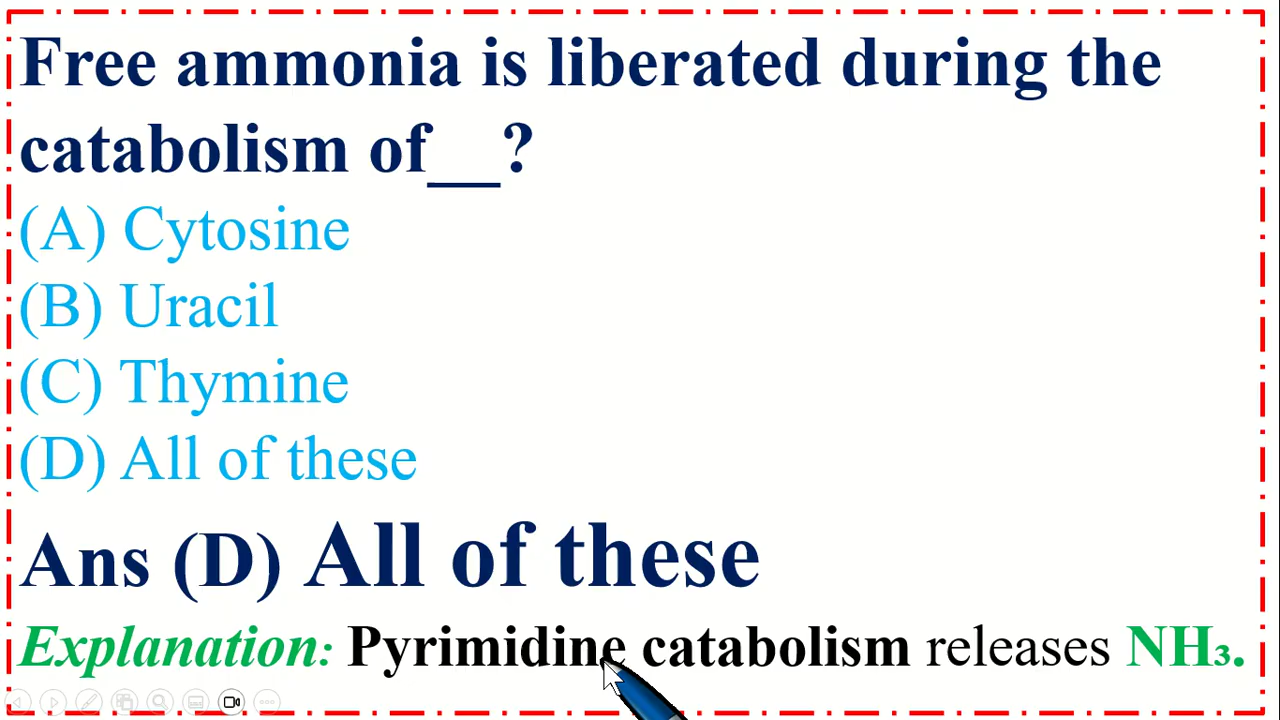 Free ammonia is liberated during the
catabolism of__?
(A) Cytosine
(B) Uracil
(C) Thymine
(D) All of these
Ans (D) All of these
Explanation: Pyrimidine catabolism releases NH₃.